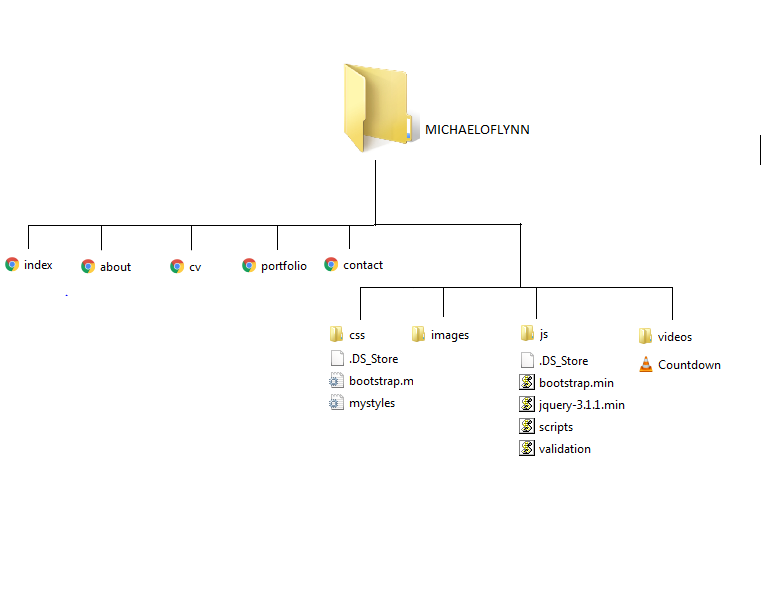 MICHAELOFLYNN
index about cv portfolio contact
css images js videos
.DS_Store .DS_Store Countdown
bootstrap.m bootstrap.min
mystyles jquery-3.1.1.min
scripts
validation